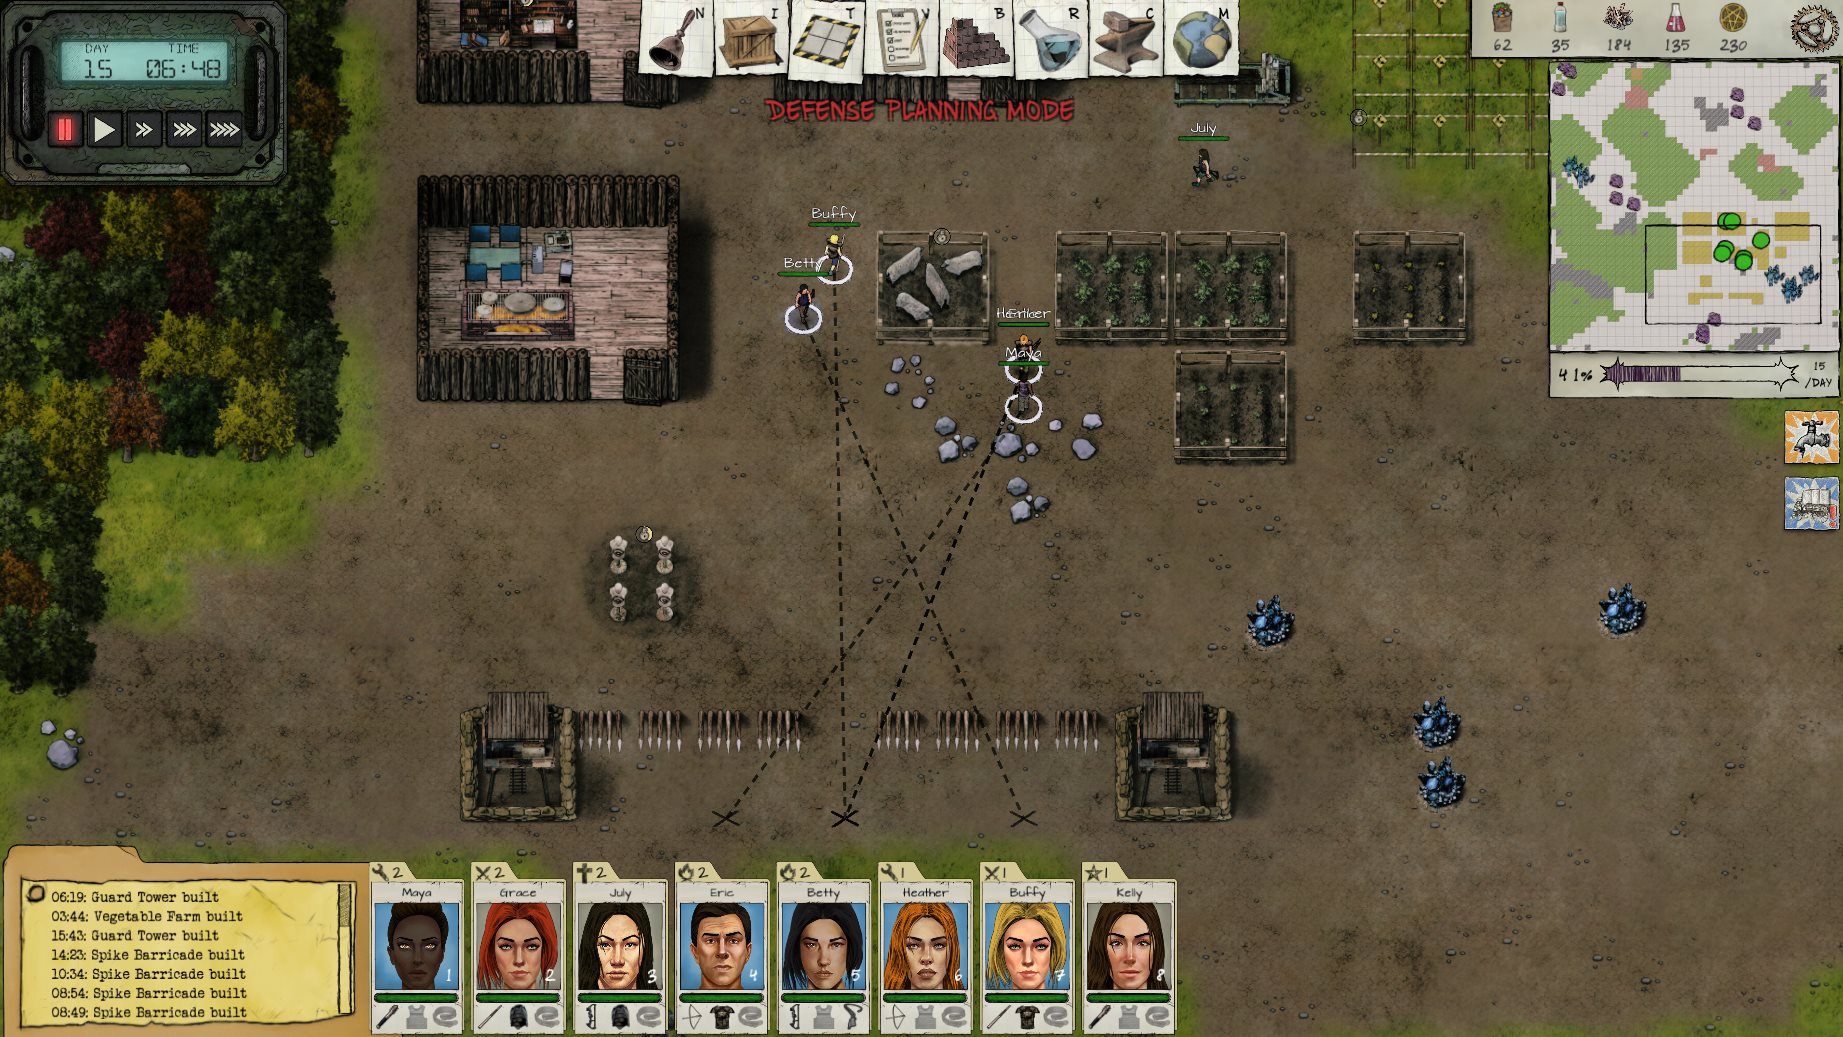 DAY TIME
15 06:48
N I T V B R C M
62 35 184 135 230
DEFENSE PLANNING MODE
July
Buffy
Betty
Maya
41% 15
/DAY
06:19: Guard Tower built
03:44: Vegetable Farm built
15:43: Guard Tower built
14:23: Spike Barricade built
10:34: Spike Barricade built
08:54: Spike Barricade built
08:49: Spike Barricade built
2 2 2 2 2 1 1 1
Maya Grace July Eric Betty Heather Buffy Kelly
1 2 3 4 5 6 7 8